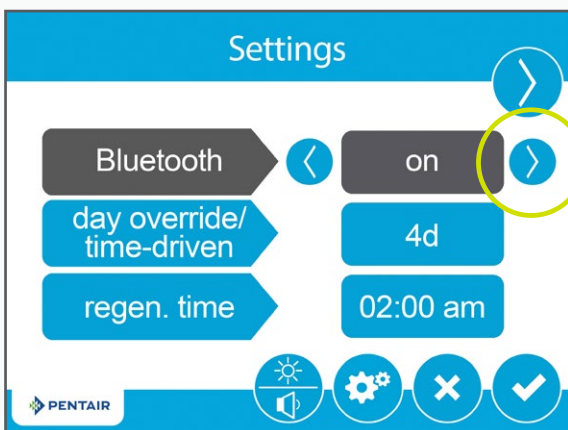 Settings
Bluetooth
on
day override/
time-driven
4d
regen. time
02:00 am
PENTAIR